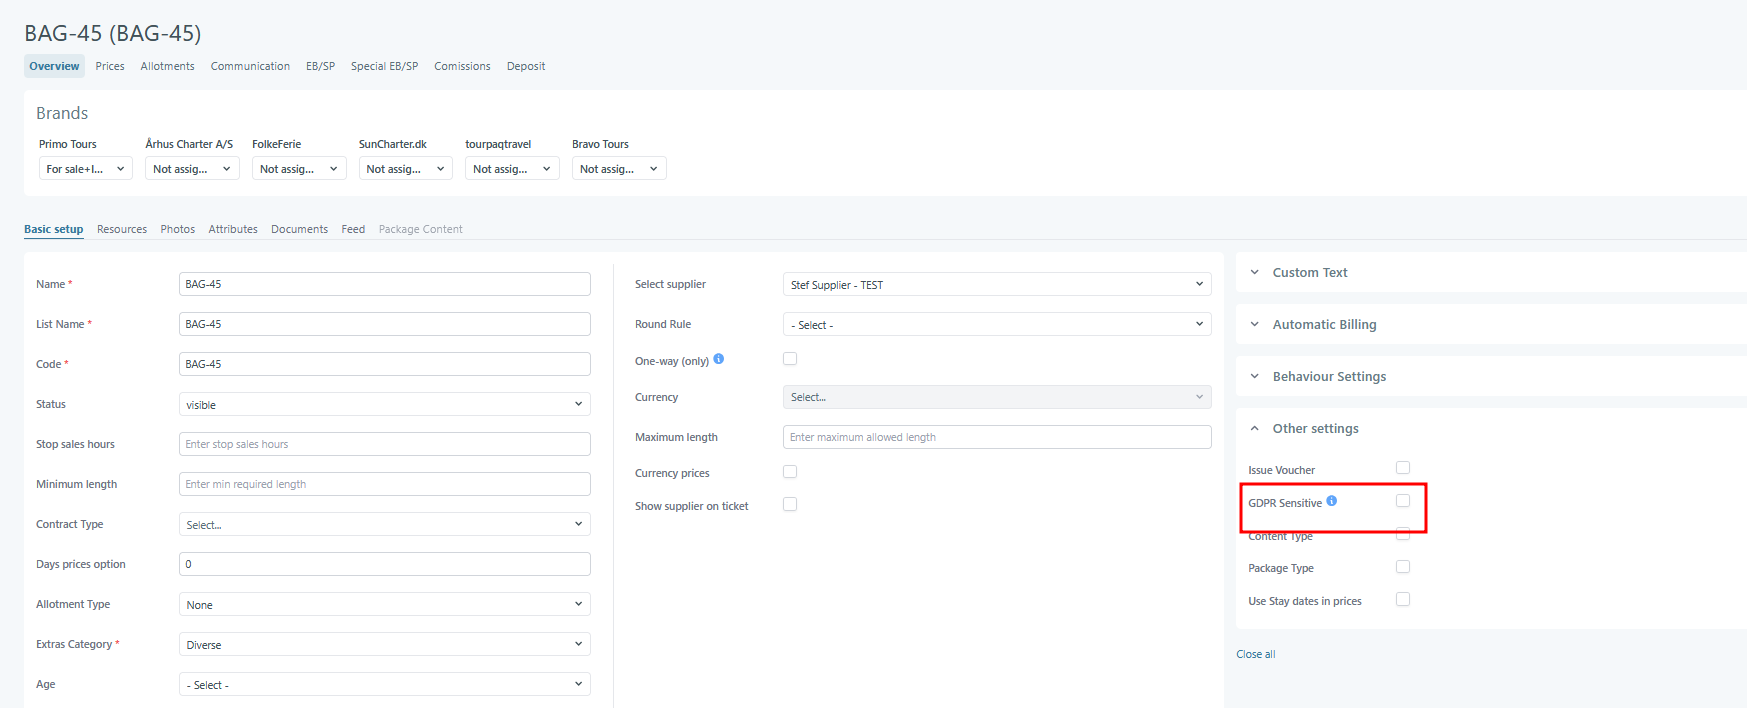 BAG-45 (BAG-45)
Overview Prices Allotments Communication EB/SP Special EB/SP Comissions Deposit
Brands
Primo Tours Århus Charter A/S FolkeFerie SunCharter.dk tourpaqtravel Bravo Tours
For sale+I... Not assig... Not assig... Not assig... Not assig... Not assig...
Basic setup Resources Photos Attributes Documents Feed Package Content
Name * BAG-45
List Name * BAG-45
Code * BAG-45
Status visible
Stop sales hours Enter stop sales hours
Minimum length Enter min required length
Contract Type Select...
Days prices option 0
Allotment Type None
Extras Category * Diverse
Age - Select -
Select supplier Stef Supplier - TEST
Round Rule - Select -
One-way (only)
Currency Select...
Maximum length Enter maximum allowed length
Currency prices
Show supplier on ticket
Custom Text
Automatic Billing
Behaviour Settings
Other settings
Issue Voucher
GDPR Sensitive
Content Type
Package Type
Use Stay dates in prices
Close all